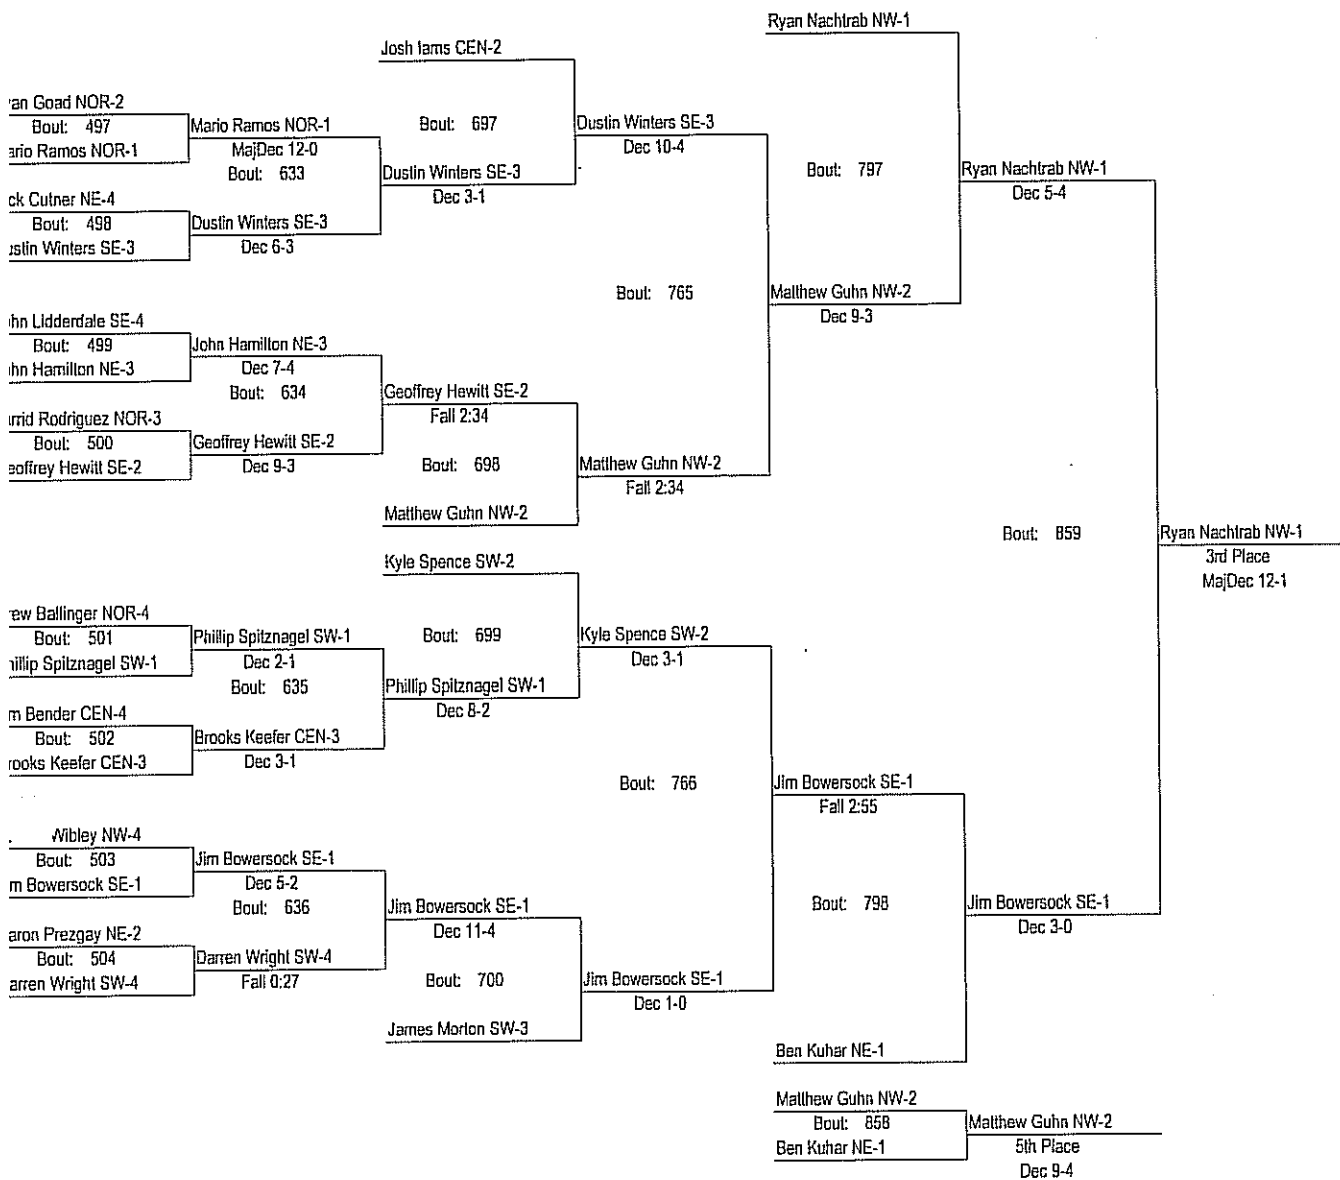 Ryan Nachtrab NW-1
Josh Iams CEN-2
yan Goad NOR-2
Bout: 497
ario Ramos NOR-1
Mario Ramos NOR-1
MajDec 12-0
Bout: 633
Bout: 697
Dustin Winters SE-3
Dec 10-4
Dustin Winters SE-3
Dec 3-1
Bout: 797
Ryan Nachtrab NW-1
Dec 5-4
ck Cutner NE-4
Bout: 498
ustin Winters SE-3
Dustin Winters SE-3
Dec 6-3
Bout: 765
Matthew Guhn NW-2
Dec 9-3
ohn Lidderdale SE-4
Bout: 499
ohn Hamilton NE-3
John Hamilton NE-3
Dec 7-4
Bout: 634
Geoffrey Hewitt SE-2
Fall 2:34
arrid Rodriguez NOR-3
Bout: 500
eoffrey Hewitt SE-2
Geoffrey Hewitt SE-2
Dec 9-3
Bout: 698
Matthew Guhn NW-2
Fall 2:34
Matthew Guhn NW-2
Bout: 859
Ryan Nachtrab NW-1
3rd Place
MajDec 12-1
Kyle Spence SW-2
rew Ballinger NOR-4
Bout: 501
hillip Spitznagel SW-1
Phillip Spitznagel SW-1
Dec 2-1
Bout: 635
Bout: 699
Kyle Spence SW-2
Dec 3-1
Phillip Spitznagel SW-1
Dec 8-2
m Bender CEN-4
Bout: 502
rooks Keefer CEN-3
Brooks Keefer CEN-3
Dec 3-1
Bout: 766
Jim Bowersock SE-1
Fall 2:55
Wibley NW-4
Bout: 503
m Bowersock SE-1
Jim Bowersock SE-1
Dec 5-2
Bout: 636
Jim Bowersock SE-1
Dec 11-4
Bout: 798
Jim Bowersock SE-1
Dec 3-0
aron Prezgay NE-2
Bout: 504
arren Wright SW-4
Darren Wright SW-4
Fall 0:27
Bout: 700
Jim Bowersock SE-1
Dec 1-0
James Morton SW-3
Ben Kuhar NE-1
Matthew Guhn NW-2
Bout: 858
Ben Kuhar NE-1
Matthew Guhn NW-2
5th Place
Dec 9-4